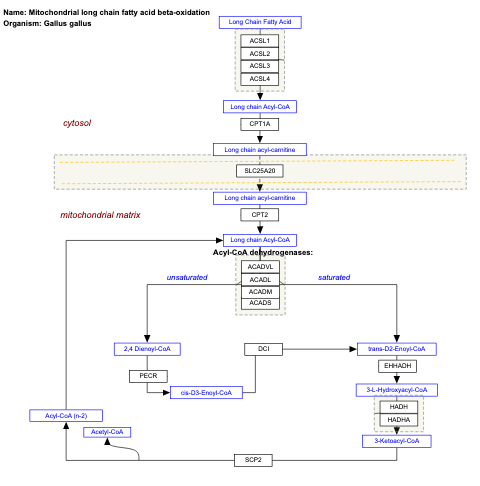 Name: Mitochondrial long chain fatty acid beta-oxidation
Organism: Gallus gallus
Long Chain Fatty Acid
ACSL1
ACSL2
ACSL3
ACSL4
Long chain Acyl-CoA
cytosol
CPT1A
Long chain acyl-carnitine
SLC25A20
Long chain acyl-carnitine
mitochondrial matrix
CPT2
Long chain Acyl-CoA
Acyl-CoA dehydrogenases:
ACADVL
unsaturated
saturated
ACADL
ACADM
ACADS
2,4 Dienoyl-CoA
DCI
trans-D2-Enoyl-CoA
PECR
EHHADH
cis-D3-Enoyl-CoA
3-L-Hydroxyacyl-CoA
HADH
Acyl-CoA (n-2)
HADHA
Acetyl-CoA
3-Ketoacyl-CoA
SCP2